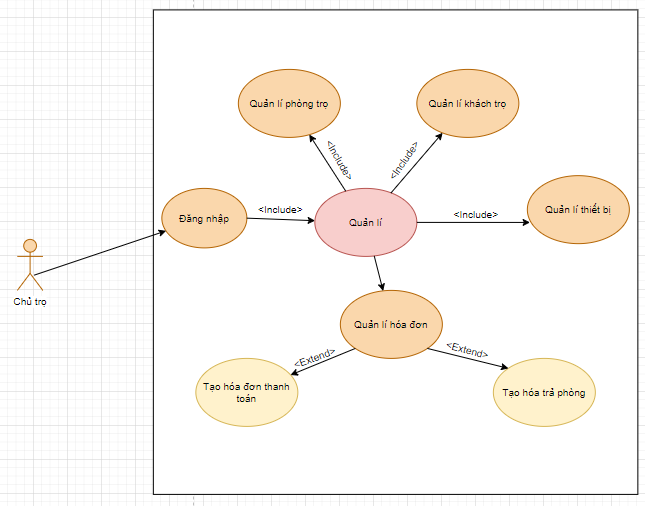 Quản lí phòng trọ
Quản lí khách trọ
<Include>
<Include>
Đăng nhập
<Include>
Quản lí
<Include>
Quản lí thiết bị
Chủ trọ
Quản lí hóa đơn
<Extend>
<Extend>
Tạo hóa đơn thanh
toán
Tạo hóa trả phòng